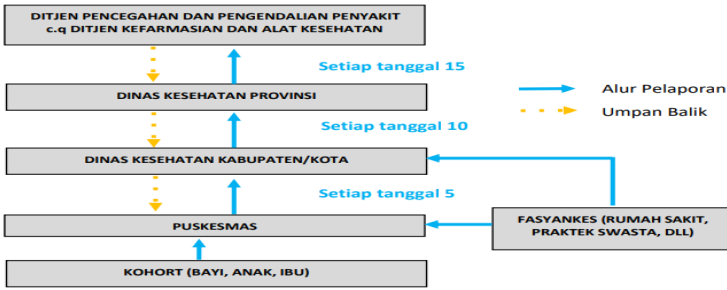 DITJEN PENCEGAHAN DAN PENGENDALIAN PENYAKIT
c.q DITJEN KEFARMASIAN DAN ALAT KESEHATAN
Setiap tanggal 15
DINAS KESEHATAN PROVINSI
Alur Pelaporan
Umpan Balik
Setiap tanggal 10
DINAS KESEHATAN KABUPATEN/KOTA
Setiap tanggal 5
PUSKESMAS
FASYANKES (RUMAH SAKIT,
PRAKTEK SWASTA, DLL)
KOHORT (BAYI, ANAK, IBU)